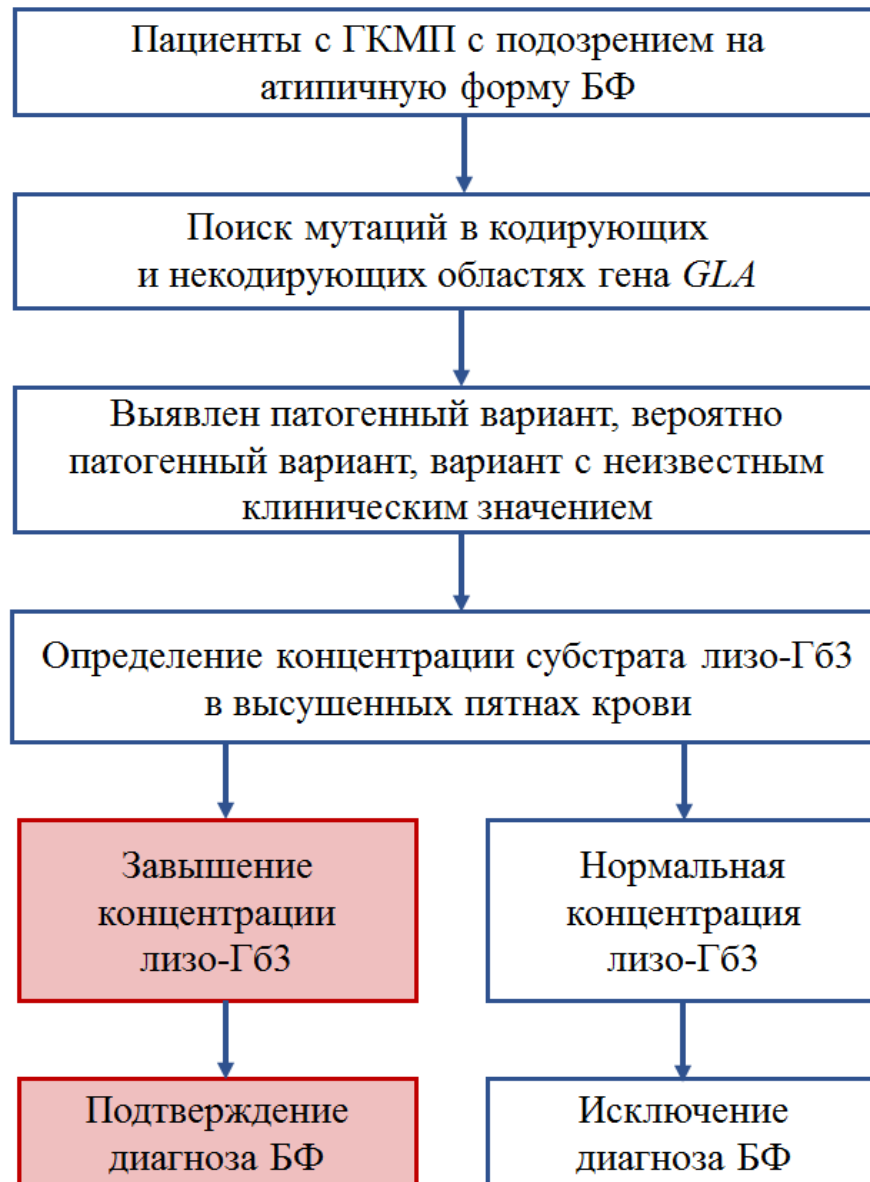 Пациенты с ГКМП с подозрением на
атипичную форму БФ
Поиск мутаций в кодирующих
и некодирующих областях гена GLA
Выявлен патогенный вариант, вероятно
патогенный вариант, вариант с неизвестным
клиническим значением
Определение концентрации субстрата лизо-Гб3
в высушенных пятнах крови
Завышение
концентрации
лизо-Гб3
Нормальная
концентрация
лизо-Гб3
Подтверждение
диагноза БФ
Исключение
диагноза БФ